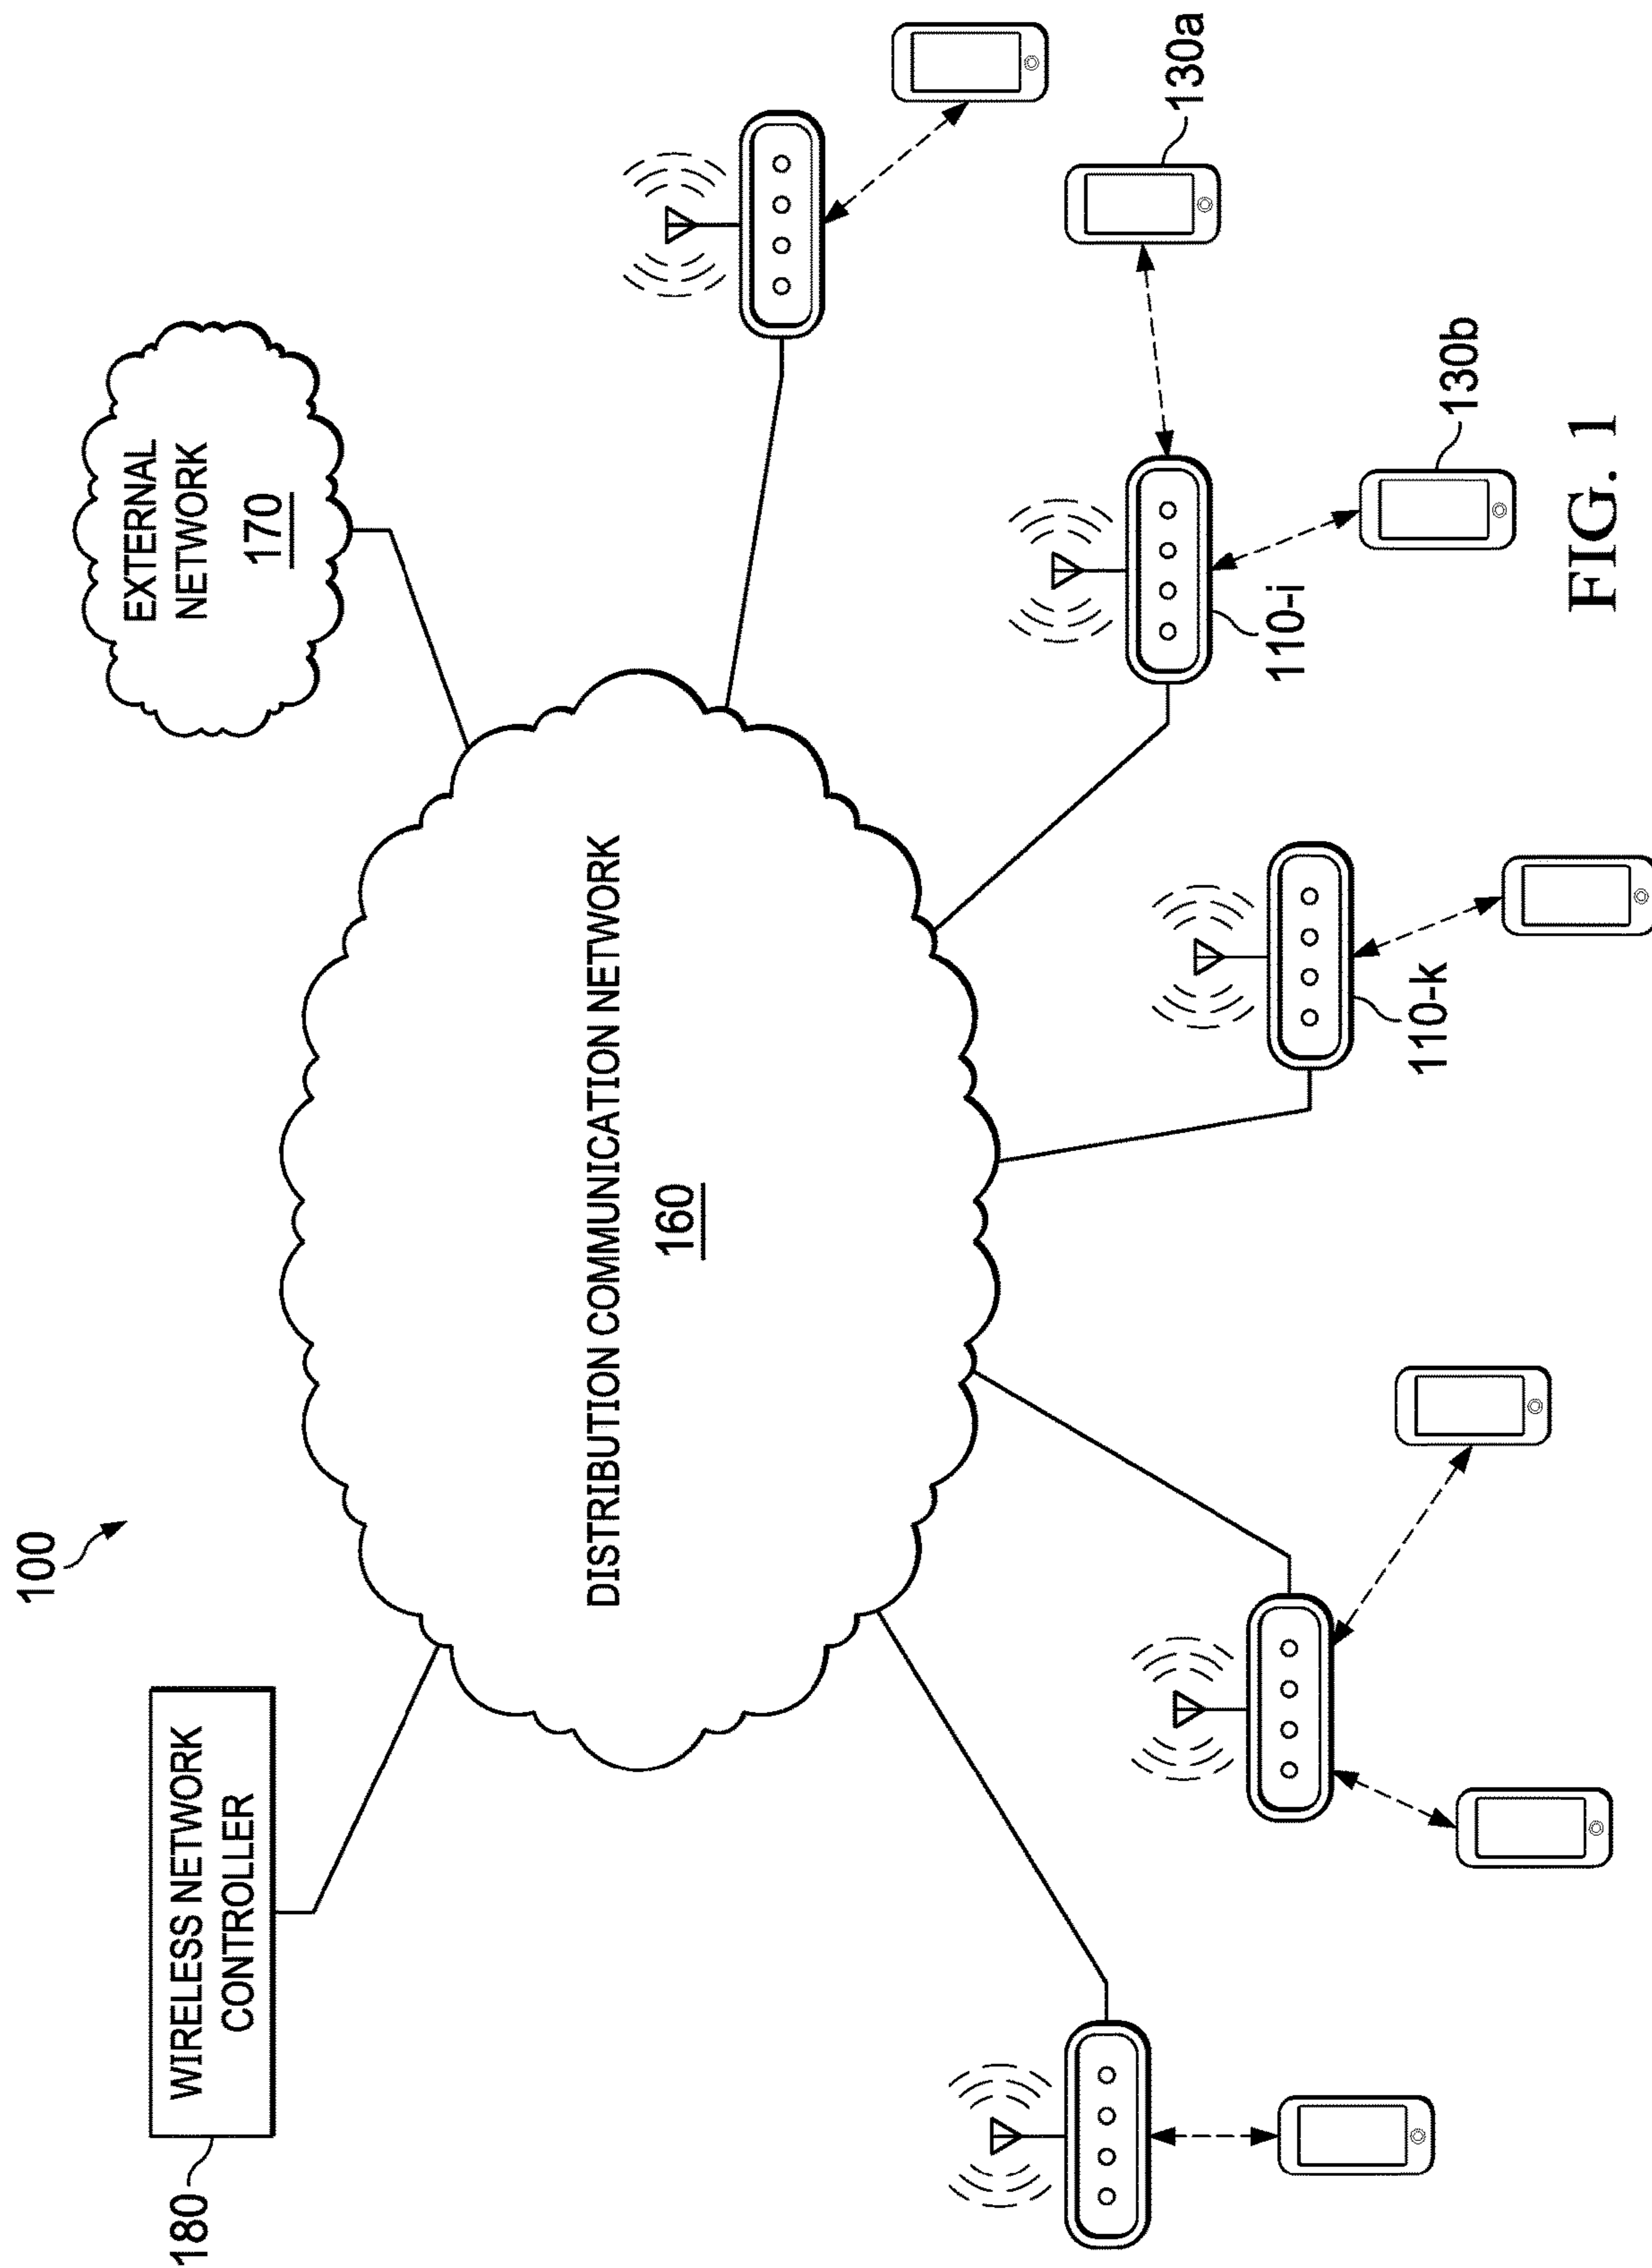 100
180
WIRELESS NETWORK
CONTROLLER
EXTERNAL
NETWORK
170
DISTRIBUTION COMMUNICATION NETWORK
160
110-k
110-i
130a
130b
FIG. 1